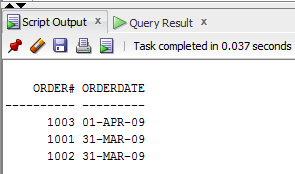 Script Output x Query Result x
Task completed in 0.037 seconds
ORDER# ORDERDATE
---------- ---------
1003 01-APR-09
1001 31-MAR-09
1002 31-MAR-09